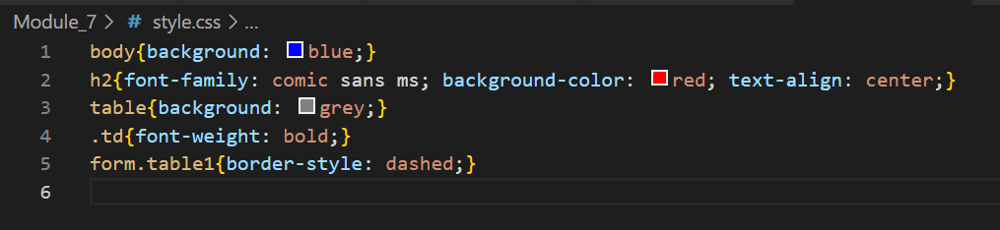 Module_7 > # style.css > ...
1 body{background: blue;}
2 h2{font-family: comic sans ms; background-color: red; text-align: center;}
3 table{background: grey;}
4 .td{font-weight: bold;}
5 form.table1{border-style: dashed;}
6